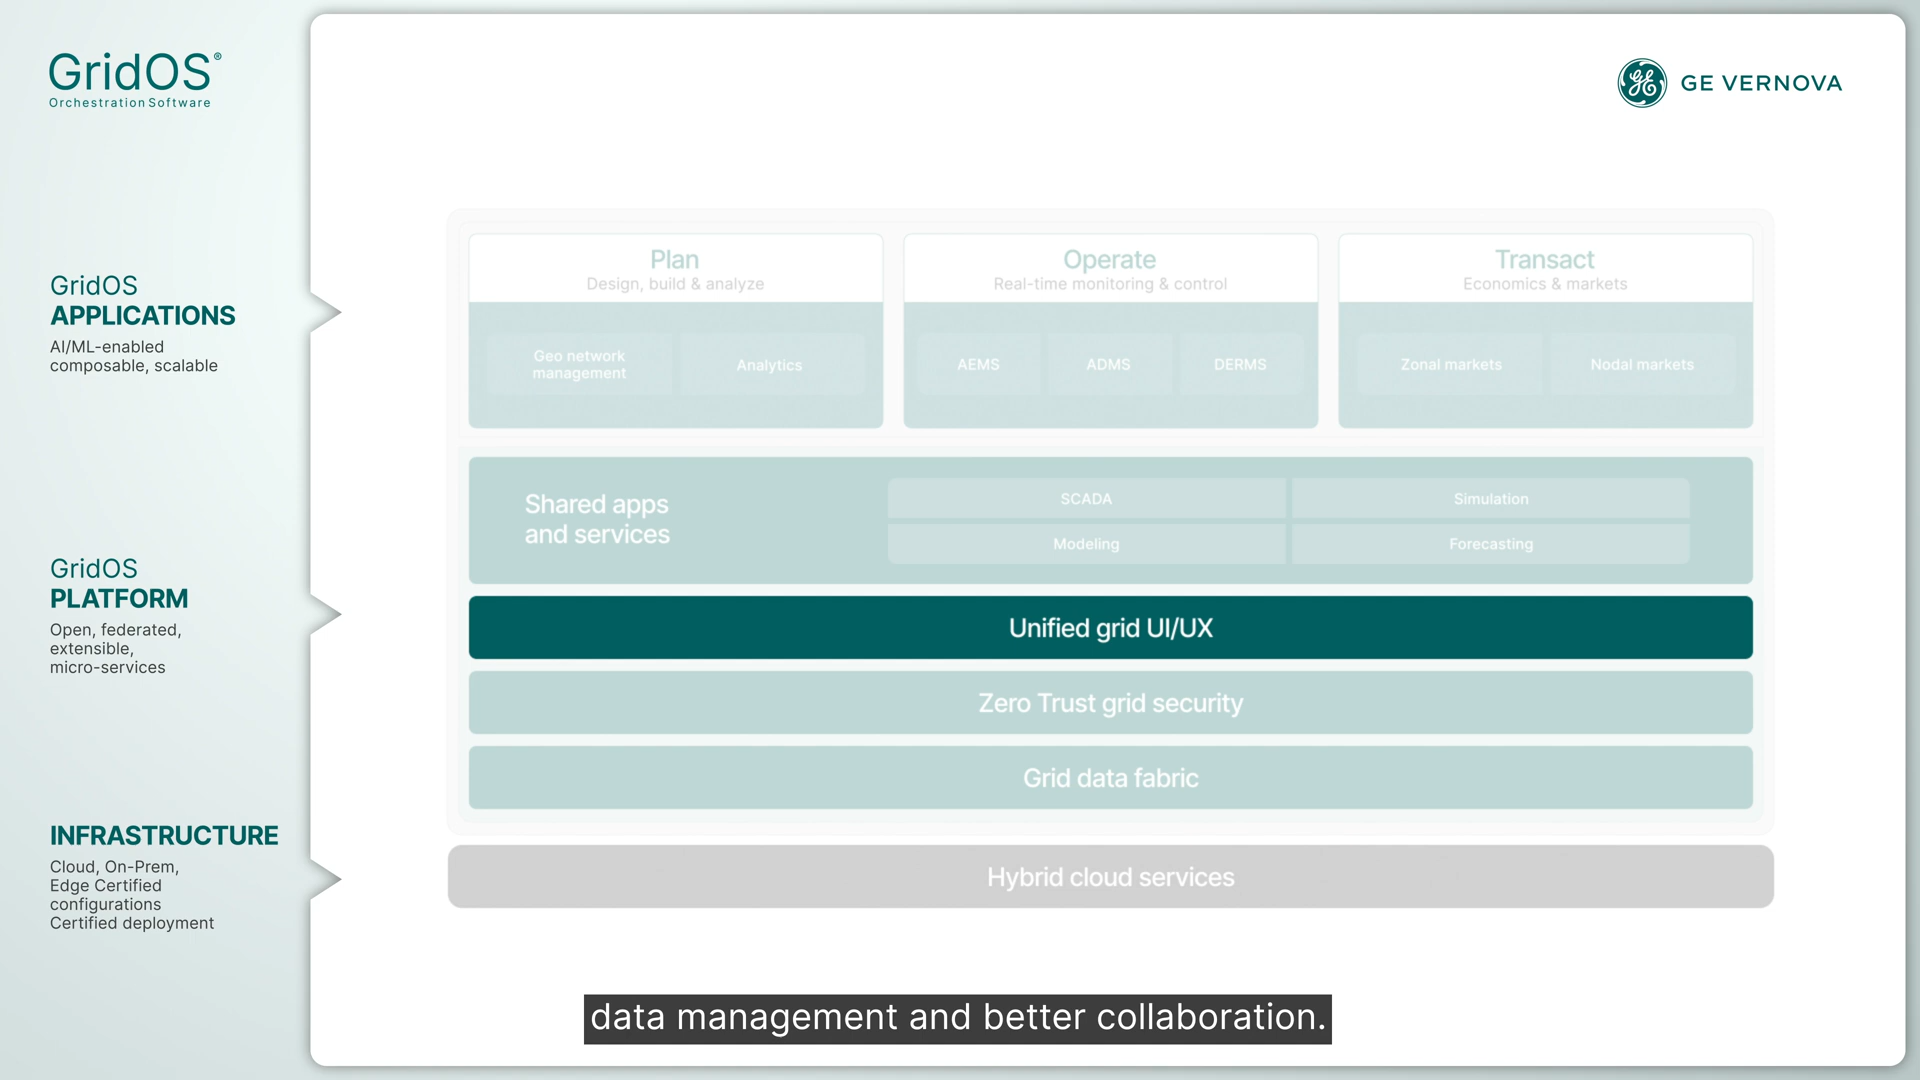 GridOS®
Orchestration Software
GE VERNOVA
GridOS
APPLICATIONS
AI/ML-enabled
composable, scalable
GridOS
PLATFORM
Open, federated,
extensible,
micro-services
INFRASTRUCTURE
Cloud, On-Prem,
Edge Certified
configurations
Certified deployment
Plan
Design, build & analyze
Geo network
management
Analytics
Operate
Real-time monitoring & control
AEMS
ADMS
DERMS
Transact
Economics & markets
Zonal markets
Nodal markets
Shared apps
and services
SCADA
Simulation
Modeling
Forecasting
Unified grid UI/UX
Zero Trust grid security
Grid data fabric
Hybrid cloud services
data management and better collaboration.